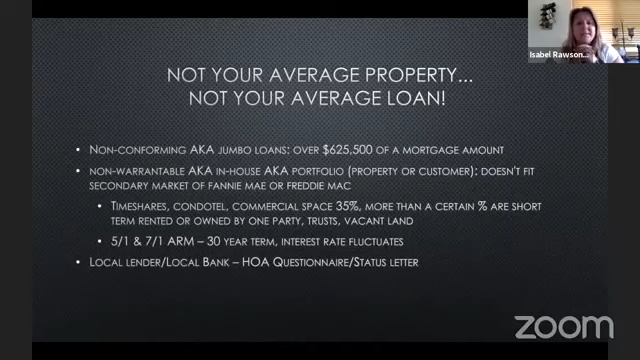 Isabel Rawson...
NOT YOUR AVERAGE PROPERTY...
NOT YOUR AVERAGE LOAN!
• NON-CONFORMING AKA JUMBO LOANS: OVER $625,500 OF A MORTGAGE AMOUNT
• NON-WARRANTABLE AKA IN-HOUSE AKA PORTFOLIO (PROPERTY OR CUSTOMER); DOESN'T FIT
SECONDARY MARKET OF FANNIE MAE OR FREDDIE MAC
• TIMESHARES, CONDOTEL, COMMERCIAL SPACE 35%, MORE THAN A CERTAIN % ARE SHORT
TERM RENTED OR OWNED BY ONE PARTY, TRUSTS, VACANT LAND
• 5/1 & 7/1 ARM – 30 YEAR TERM, INTEREST RATE FLUCTUATES
• LOCAL LENDER/LOCAL BANK – HOA QUESTIONNAIRE/STATUS LETTER
zoom